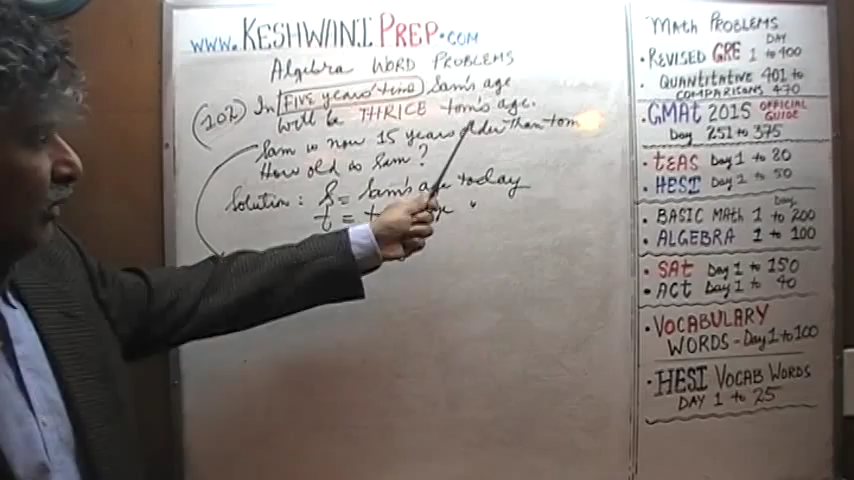 www.KESHWANIPREP.com
Algebra WORD PROBLEMS
(102) In FIVE years' time Sam's age
will be THRICE tom's age.
Sam is now 15 years older than tom
How old is Sam?
Solution: S = Sam's age today
t =
MATH PROBLEMS
DAY
• REVISED GRE 1 to 400
• QUANTITATIVE 401 to
COMPARISONS 470
• GMAT 2015 OFFICIAL GUIDE
Day 251 to 375
• TEAS Day 1 to 20
• HESI Day 1 to 50
Day
• BASIC MATH 1 to 200
• ALGEBRA 1 to 100
• SAT Day 1 to 150
• ACT Day 1 to 40
• VOCABULARY
WORDS - Day 1 to 100
• HESI VOCAB WORDS
DAY 1 to 25